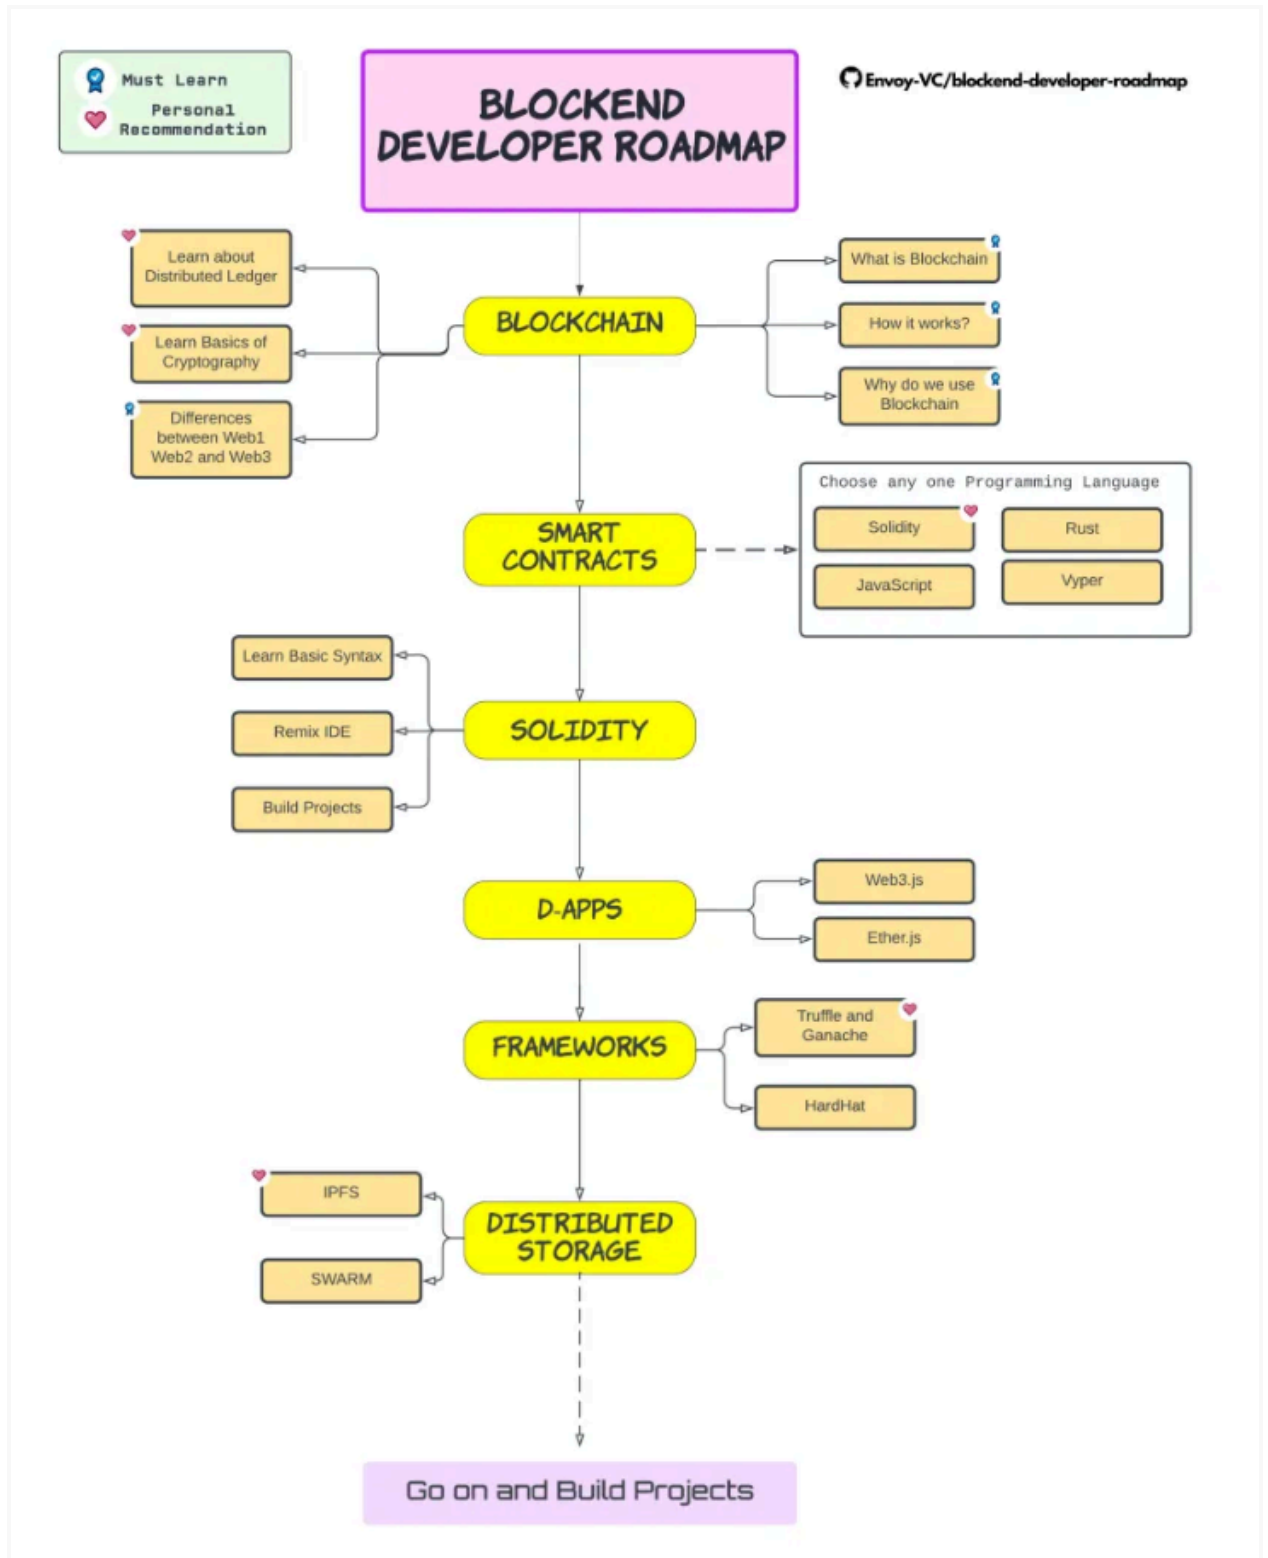 Must Learn
Personal
Recommendation
BLOCKEND
DEVELOPER ROADMAP
Envoy-VC/blockend-developer-roadmap
Learn about
Distributed Ledger
Learn Basics of
Cryptography
Differences
between Web1
Web2 and Web3
BLOCKCHAIN
What is Blockchain
How it works?
Why do we use
Blockchain
SMART
CONTRACTS
Choose any one Programming Language
Solidity
Rust
JavaScript
Vyper
Learn Basic Syntax
Remix IDE
Build Projects
SOLIDITY
D-APPS
Web3.js
Ether.js
FRAMEWORKS
Truffle and
Ganache
HardHat
IPFS
SWARM
DISTRIBUTED
STORAGE
Go on and Build Projects